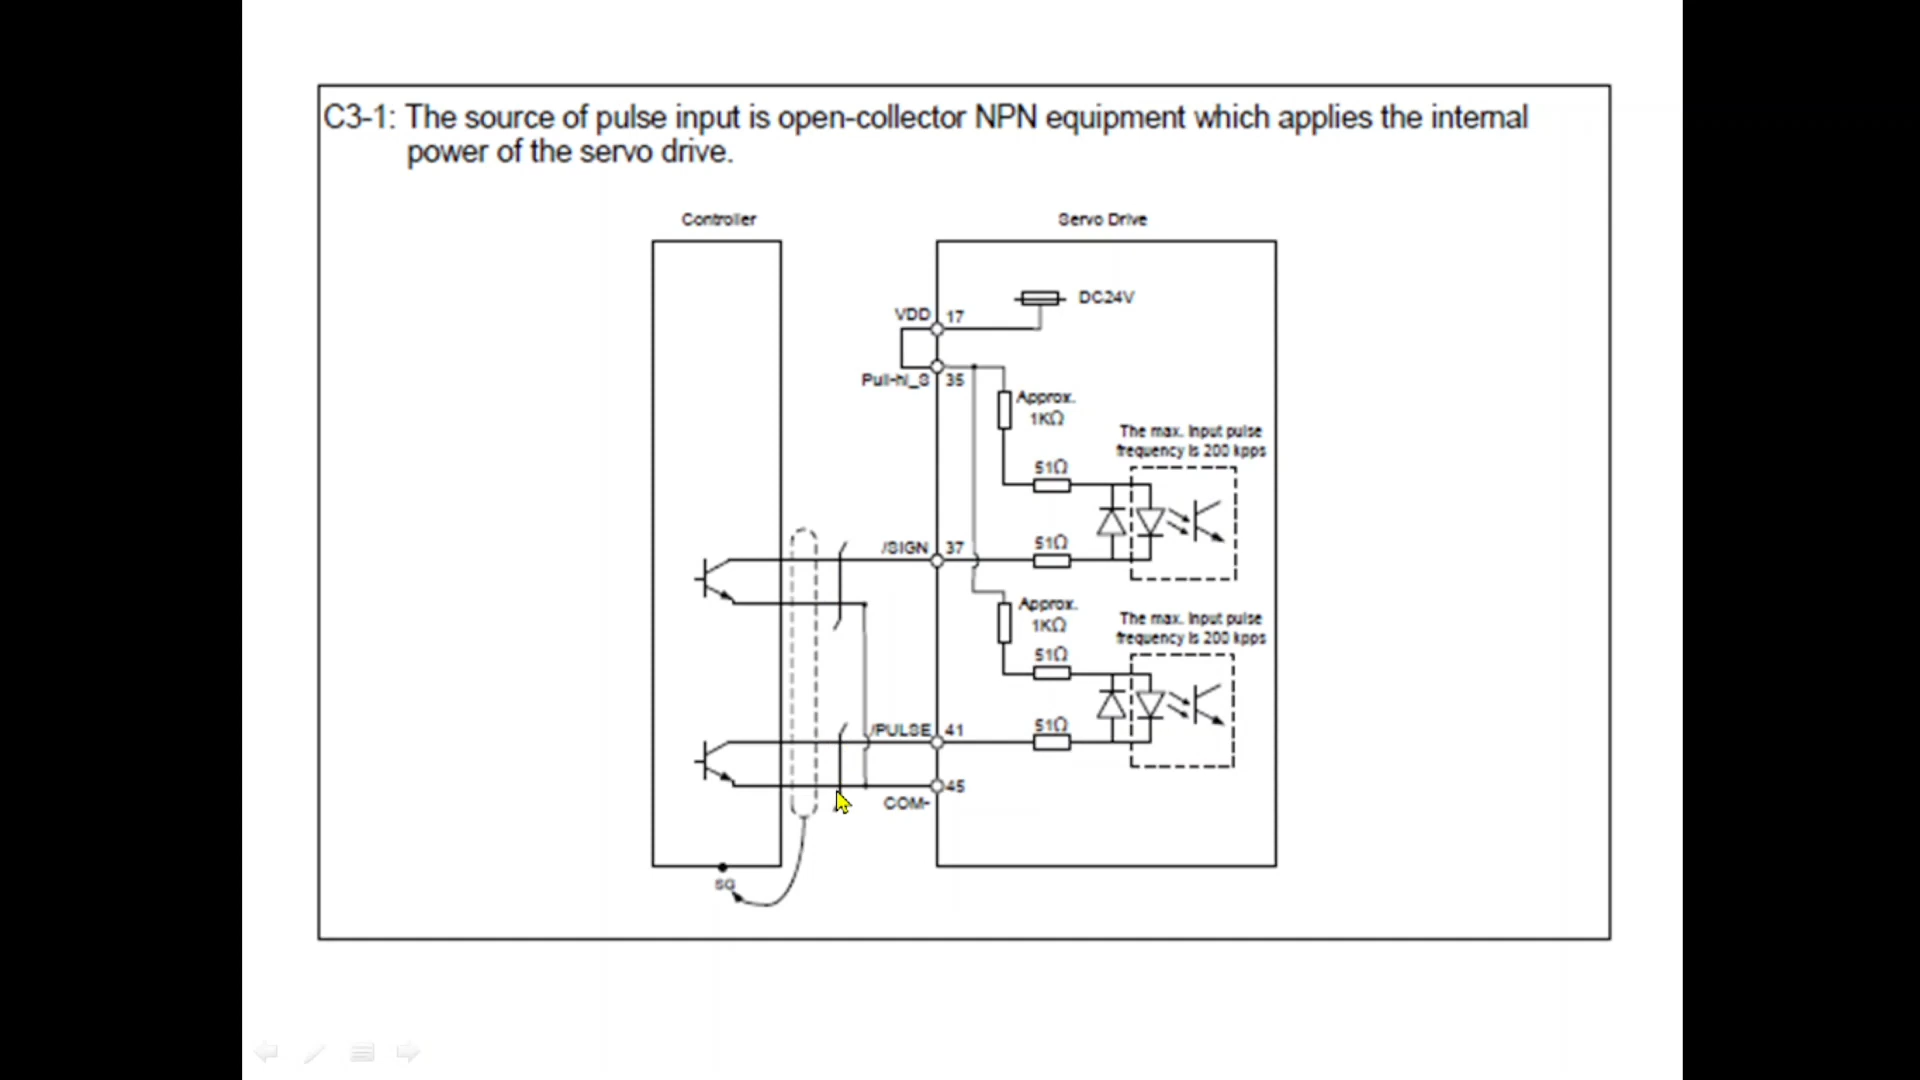 C3-1: The source of pulse input is open-collector NPN equipment which applies the internal
power of the servo drive.
Controller
Servo Drive
DC24V
VDD
17
Pull-hi_S
35
Approx.
1KΩ
The max. input pulse
frequency is 200 kpps
51Ω
/SIGN
37
51Ω
Approx.
1KΩ
The max. input pulse
frequency is 200 kpps
51Ω
/PULSE
41
51Ω
45
COM-
SG